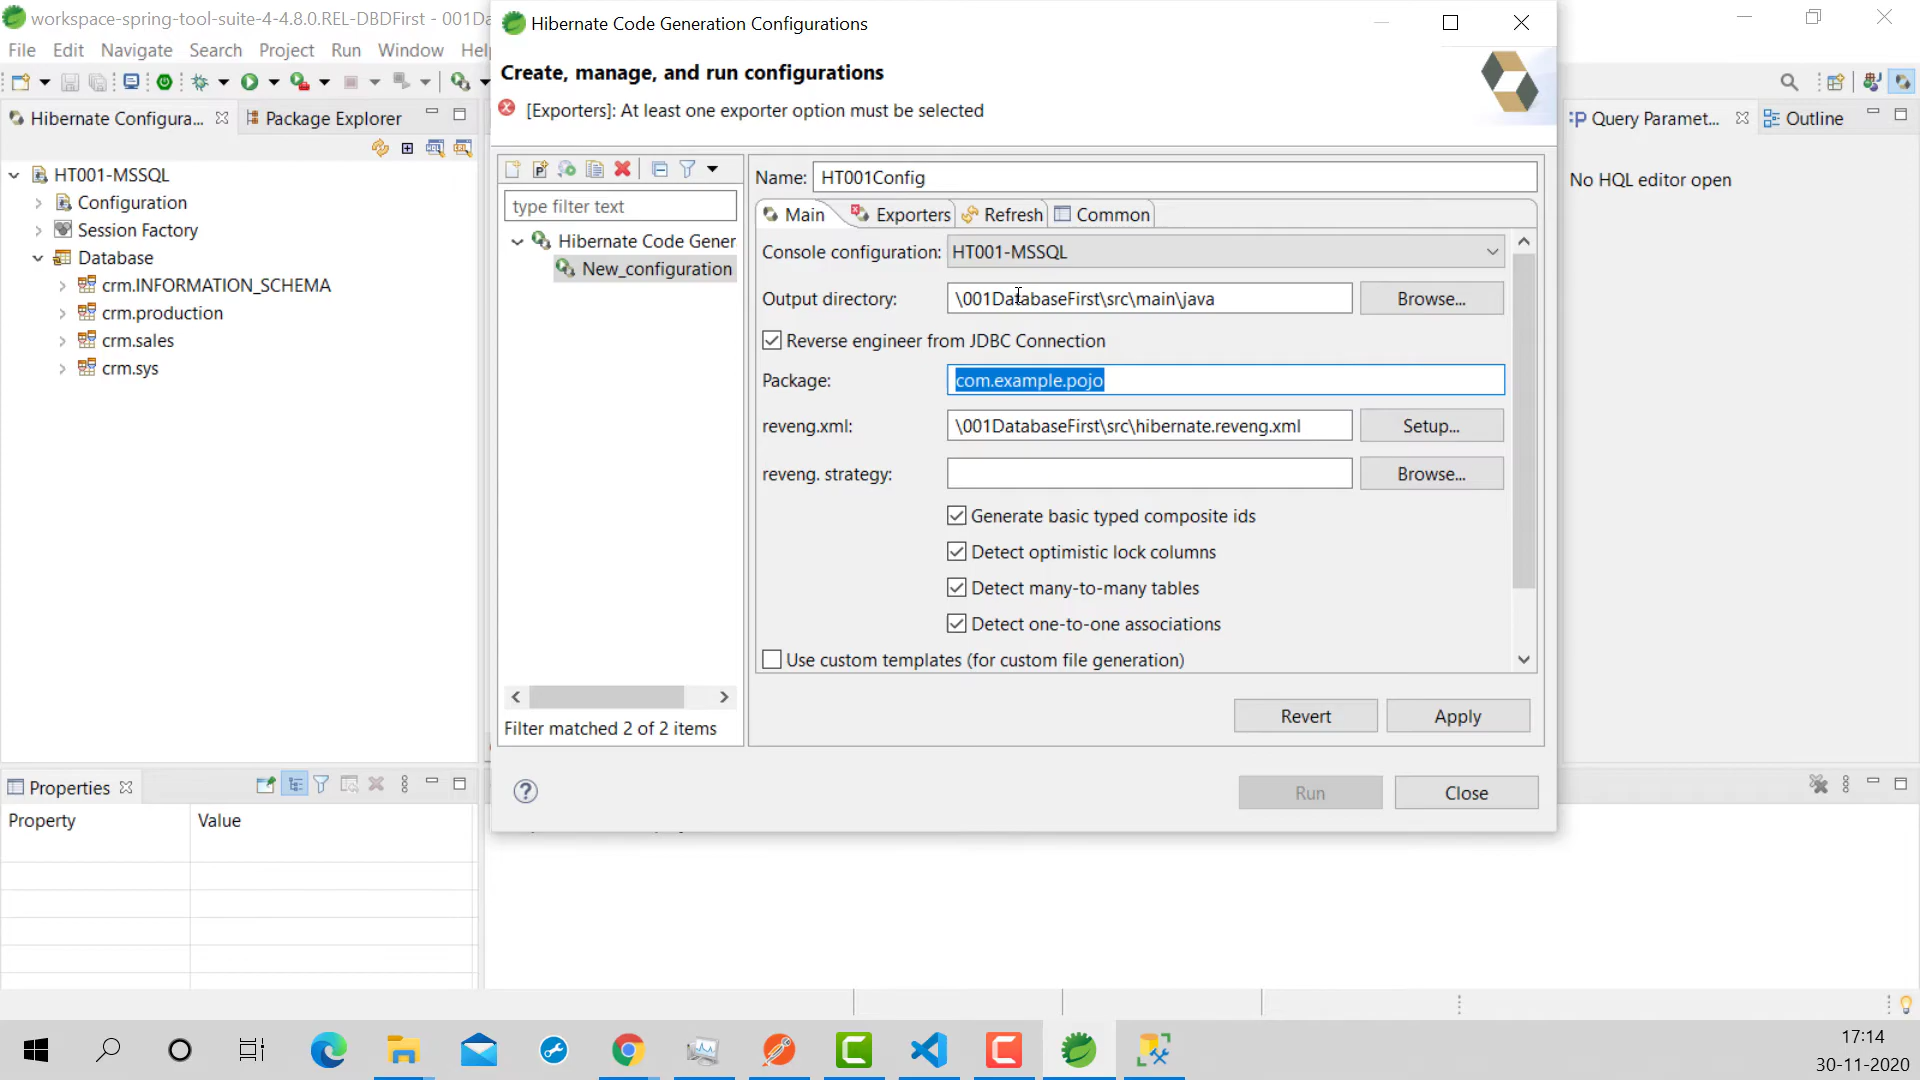 workspace-spring-tool-suite-4-4.8.0.REL-DBDFirst - 001Da
File Edit Navigate Search Project Run Window Help
Hibernate Configura...
Package Explorer
HT001-MSSQL
Configuration
Session Factory
Database
crm.INFORMATION_SCHEMA
crm.production
crm.sales
crm.sys
Properties
Property Value
Hibernate Code Generation Configurations
Create, manage, and run configurations
[Exporters]: At least one exporter option must be selected
type filter text
Hibernate Code Gener
New_configuration
Filter matched 2 of 2 items
Name: HT001Config
Main Exporters Refresh Common
Console configuration: HT001-MSSQL
Output directory: \001DatabaseFirst\src\main\java Browse...
Reverse engineer from JDBC Connection
Package: com.example.pojo
reveng.xml: \001DatabaseFirst\src\hibernate.reveng.xml Setup...
reveng. strategy: Browse...
Generate basic typed composite ids
Detect optimistic lock columns
Detect many-to-many tables
Detect one-to-one associations
Use custom templates (for custom file generation)
Revert Apply
Run Close
Query Paramet...
Outline
No HQL editor open
17:14
30-11-2020